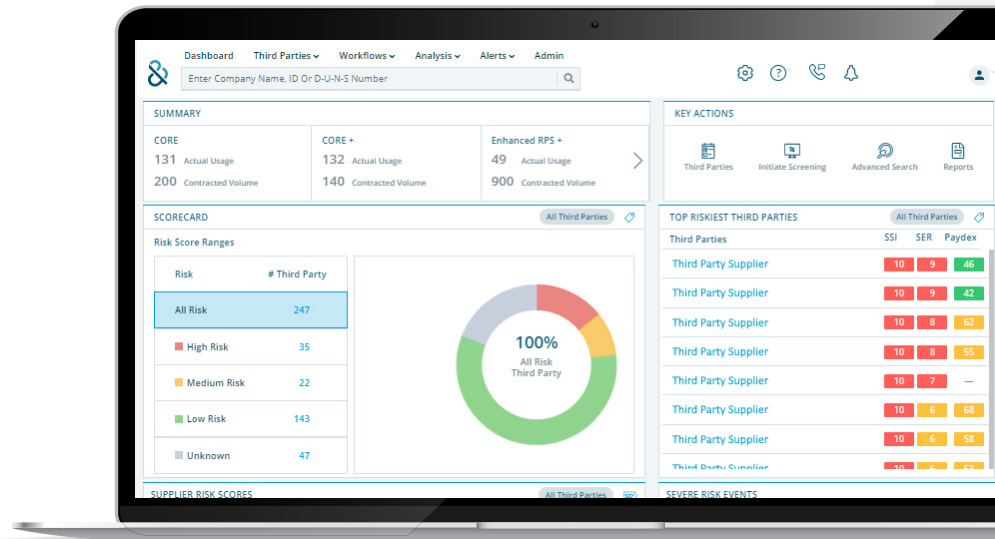 Dashboard Third Parties Workflows Analysis Alerts Admin
Enter Company Name, ID Or D-U-N-S Number
SUMMARY
CORE
131 Actual Usage
200 Contracted Volume
CORE +
132 Actual Usage
140 Contracted Volume
Enhanced RPS +
49 Actual Usage
900 Contracted Volume
KEY ACTIONS
Third Parties
Initiate Screening
Advanced Search
Reports
SCORECARD
All Third Parties
Risk Score Ranges
Risk # Third Party
All Risk 247
High Risk 35
Medium Risk 22
Low Risk 143
Unknown 47
100%
All Risk
Third Party
TOP RISKIEST THIRD PARTIES
All Third Parties
Third Parties SSI SER Paydex
Third Party Supplier 10 9 46
Third Party Supplier 10 9 42
Third Party Supplier 10 8 62
Third Party Supplier 10 8 55
Third Party Supplier 10 7 —
Third Party Supplier 10 6 68
Third Party Supplier 10 6 58
Third Party Supplier 10 6 53
SUPPLIER RISK SCORES
All Third Parties
SEVERE RISK EVENTS